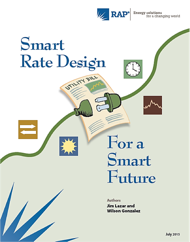 RAP
Energy solutions
for a changing world
Smart
Rate Design
UTILITY BILL
For a
Smart
Future
Authors
Jim Lazar and
Wilson Gonzalez
July 2015